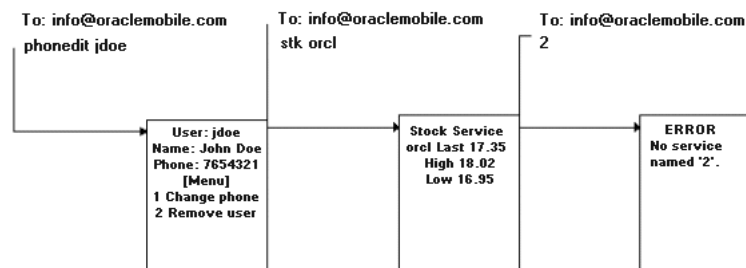 To: info@oraclemobile.com
phonedit jdoe
To: info@oraclemobile.com
stk orcl
To: info@oraclemobile.com
2
User: jdoe
Name: John Doe
Phone: 7654321
[Menu]
1 Change phone
2 Remove user
Stock Service
orcl Last 17.35
High 18.02
Low 16.95
ERROR
No service
named '2'.